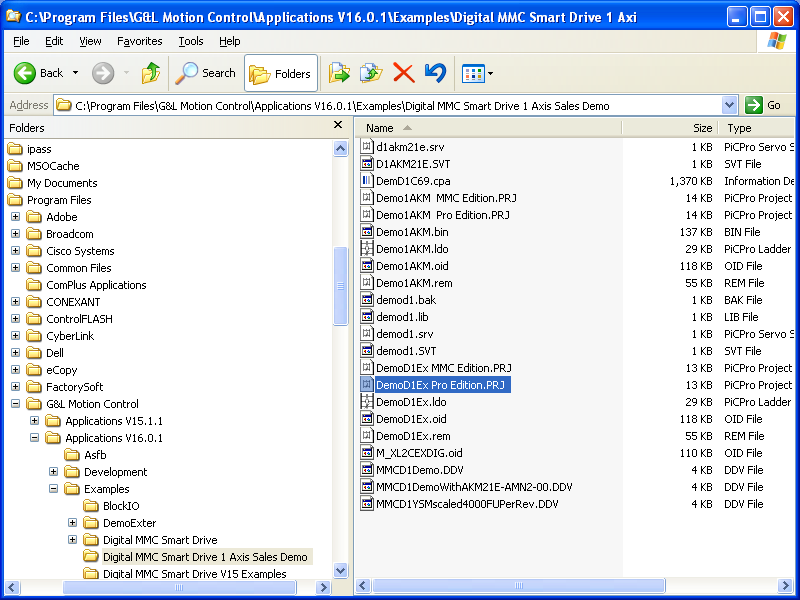 C:\Program Files\G&L Motion Control\Applications V16.0.1\Examples\Digital MMC Smart Drive 1 Axi
File Edit View Favorites Tools Help
Back Search Folders
Address C:\Program Files\G&L Motion Control\Applications V16.0.1\Examples\Digital MMC Smart Drive 1 Axis Sales Demo Go
Folders
ipass
MSOCache
My Documents
Program Files
Adobe
Broadcom
Cisco Systems
Common Files
ComPlus Applications
CONEXANT
ControlFLASH
CyberLink
Dell
eCopy
FactorySoft
G&L Motion Control
Applications V15.1.1
Applications V16.0.1
Asfb
Development
Examples
BlockIO
DemoExter
Digital MMC Smart Drive
Digital MMC Smart Drive 1 Axis Sales Demo
Digital MMC Smart Drive V15 Examples
Name Size Type
d1akm21e.srv 1 KB PiCPro Servo S
D1AKM21E.SVT 1 KB SVT File
DemD1C69.cpa 1,370 KB Information De
Demo1AKM  MMC Edition.PRJ 14 KB PiCPro Project
Demo1AKM  Pro Edition.PRJ 14 KB PiCPro Project
Demo1AKM.bin 137 KB BIN File
Demo1AKM.ldo 29 KB PiCPro Ladder
Demo1AKM.oid 118 KB OID File
Demo1AKM.rem 55 KB REM File
demod1.bak 1 KB BAK File
demod1.lib 1 KB LIB File
demod1.srv 1 KB PiCPro Servo S
demod1.SVT 1 KB SVT File
DemoD1Ex MMC Edition.PRJ 13 KB PiCPro Project
DemoD1Ex Pro Edition.PRJ 13 KB PiCPro Project
DemoD1Ex.ldo 29 KB PiCPro Ladder
DemoD1Ex.oid 118 KB OID File
DemoD1Ex.rem 55 KB REM File
M_XL2CEXDIG.oid 110 KB OID File
MMCD1Demo.DDV 4 KB DDV File
MMCD1DemoWithAKM21E-AMN2-00.DDV 4 KB DDV File
MMCD1YSMscaled4000FUPerRev.DDV 4 KB DDV File